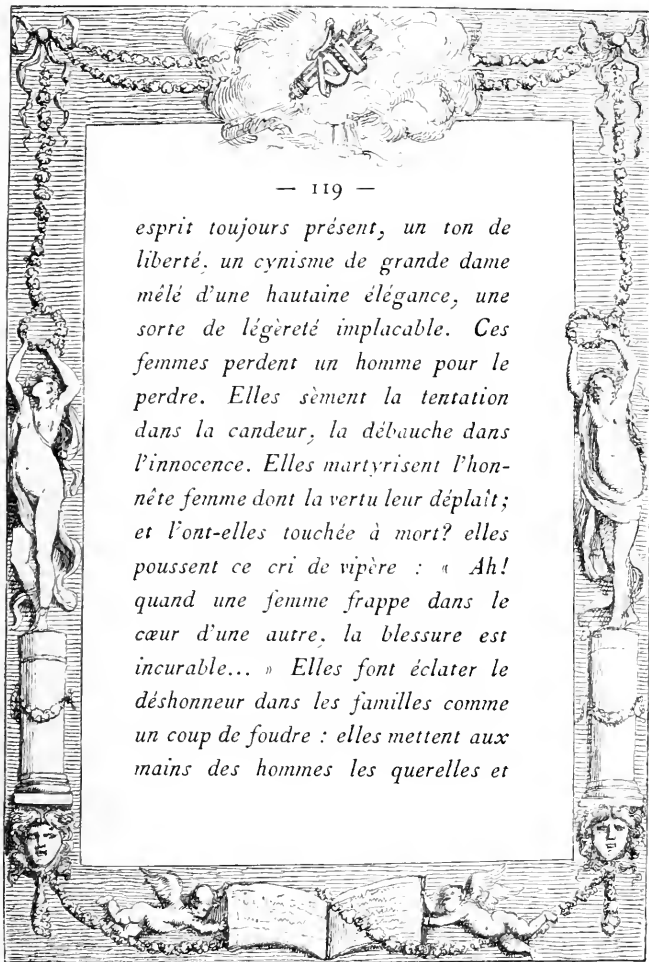 — 119 —
esprit toujours présent, un ton de
liberté, un cynisme de grande dame
mêlé d'une hautaine élégance, une
sorte de légèreté implacable. Ces
femmes perdent un homme pour le
perdre. Elles sèment la tentation
dans la candeur, la débauche dans
l'innocence. Elles martyrisent l'hon-
nête femme dont la vertu leur déplaît;
et l'ont-elles touchée à mort? elles
poussent ce cri de vipère : « Ah!
quand une femme frappe dans le
cœur d'une autre, la blessure est
incurable... » Elles font éclater le
déshonneur dans les familles comme
un coup de foudre : elles mettent aux
mains des hommes les querelles et